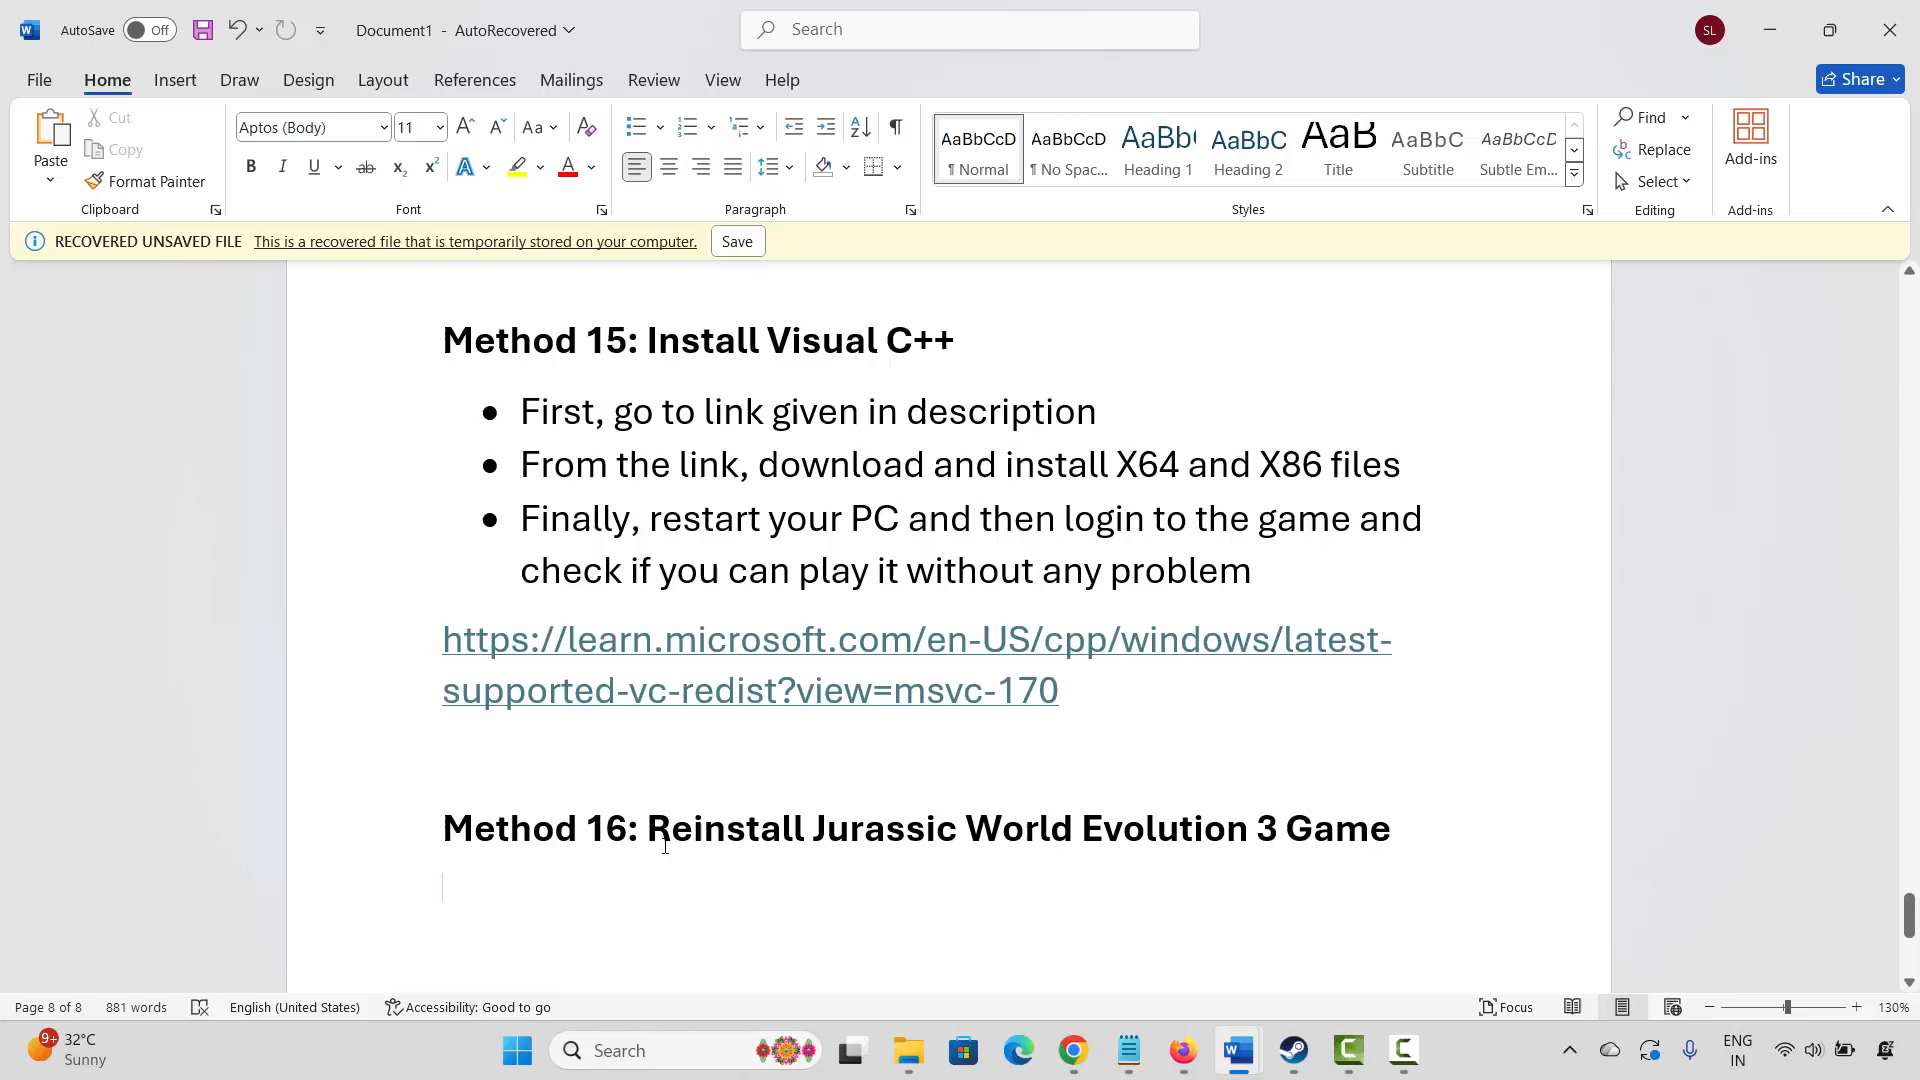 AutoSave Off Document1 - AutoRecovered Search SL
File Home Insert Draw Design Layout References Mailings Review View Help Share
Paste Cut Copy Format Painter Clipboard
Aptos (Body) 11 Aa Font
Paragraph
AaBbCcD ¶ Normal
AaBbCcD ¶ No Spac...
AaBb( Heading 1
AaBbC Heading 2
AaB Title
AaBbC Subtitle
AaBbCcD Subtle Em...
Styles
Find Replace Select Editing
Add-ins Add-ins
RECOVERED UNSAVED FILE This is a recovered file that is temporarily stored on your computer. Save
Method 15: Install Visual C++
• First, go to link given in description
• From the link, download and install X64 and X86 files
• Finally, restart your PC and then login to the game and
check if you can play it without any problem
https://learn.microsoft.com/en-US/cpp/windows/latest-
supported-vc-redist?view=msvc-170
Method 16: Reinstall Jurassic World Evolution 3 Game
Page 8 of 8 881 words English (United States) Accessibility: Good to go Focus 130%
9+ 32°C
Sunny
Search
ENG
IN